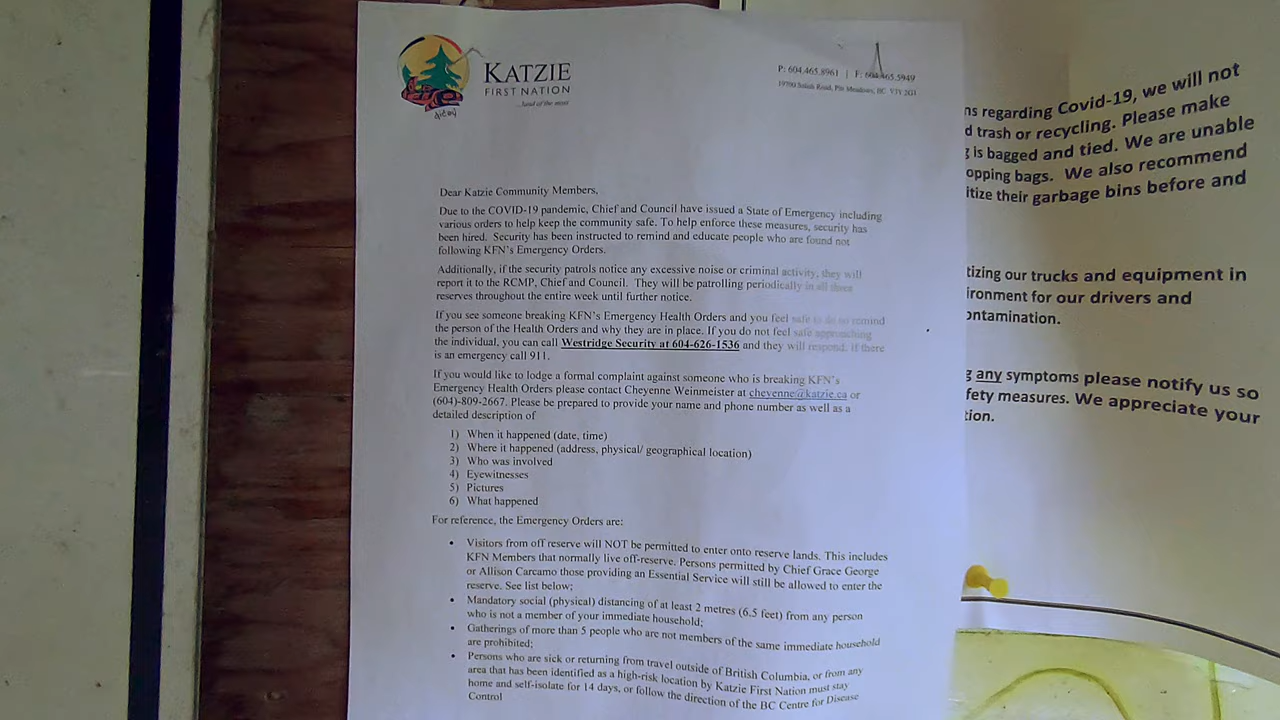 KATZIE
FIRST NATION
...land of the moss
P: 604.465.8961 | F: 604.465.5949
19700 Salish Road, Pitt Meadows, BC V3Y 2G1
Dear Katzie Community Members,
Due to the COVID-19 pandemic, Chief and Council have issued a State of Emergency including
various orders to help keep the community safe. To help enforce these measures, security has
been hired. Security has been instructed to remind and educate people who are found not
following KFN's Emergency Orders.
Additionally, if the security patrols notice any excessive noise or criminal activity, they will
report it to the RCMP, Chief and Council. They will be patrolling periodically in all three
reserves throughout the entire week until further notice.
If you see someone breaking KFN's Emergency Health Orders and you feel safe to do so remind
the person of the Health Orders and why they are in place. If you do not feel safe approaching
the individual, you can call Westridge Security at 604-626-1536 and they will respond, if there
is an emergency call 911.
If you would like to lodge a formal complaint against someone who is breaking KFN's
Emergency Health Orders please contact Cheyenne Weinmeister at cheyenne@katzie.ca or
(604)-809-2667. Please be prepared to provide your name and phone number as well as a
detailed description of
1) When it happened (date, time)
2) Where it happened (address, physical/ geographical location)
3) Who was involved
4) Eyewitnesses
5) Pictures
6) What happened
For reference, the Emergency Orders are:
• Visitors from off reserve will NOT be permitted to enter onto reserve lands. This includes
KFN Members that normally live off-reserve. Persons permitted by Chief Grace George
or Allison Carcamo those providing an Essential Service will still be allowed to enter the
reserve. See list below;
• Mandatory social (physical) distancing of at least 2 metres (6.5 feet) from any person
who is not a member of your immediate household;
• Gatherings of more than 5 people who are not members of the same immediate household
are prohibited;
• Persons who are sick or returning from travel outside of British Columbia, or from any
area that has been identified as a high-risk location by Katzie First Nation must stay
home and self-isolate for 14 days, or follow the direction of the BC Centre for Disease
Control
ns regarding Covid-19, we will not
d trash or recycling. Please make
g is bagged and tied. We are unable
opping bags. We also recommend
itize their garbage bins before and
tizing our trucks and equipment in
ironment for our drivers and
ontamination.
g any symptoms please notify us so
fety measures. We appreciate your
tion.